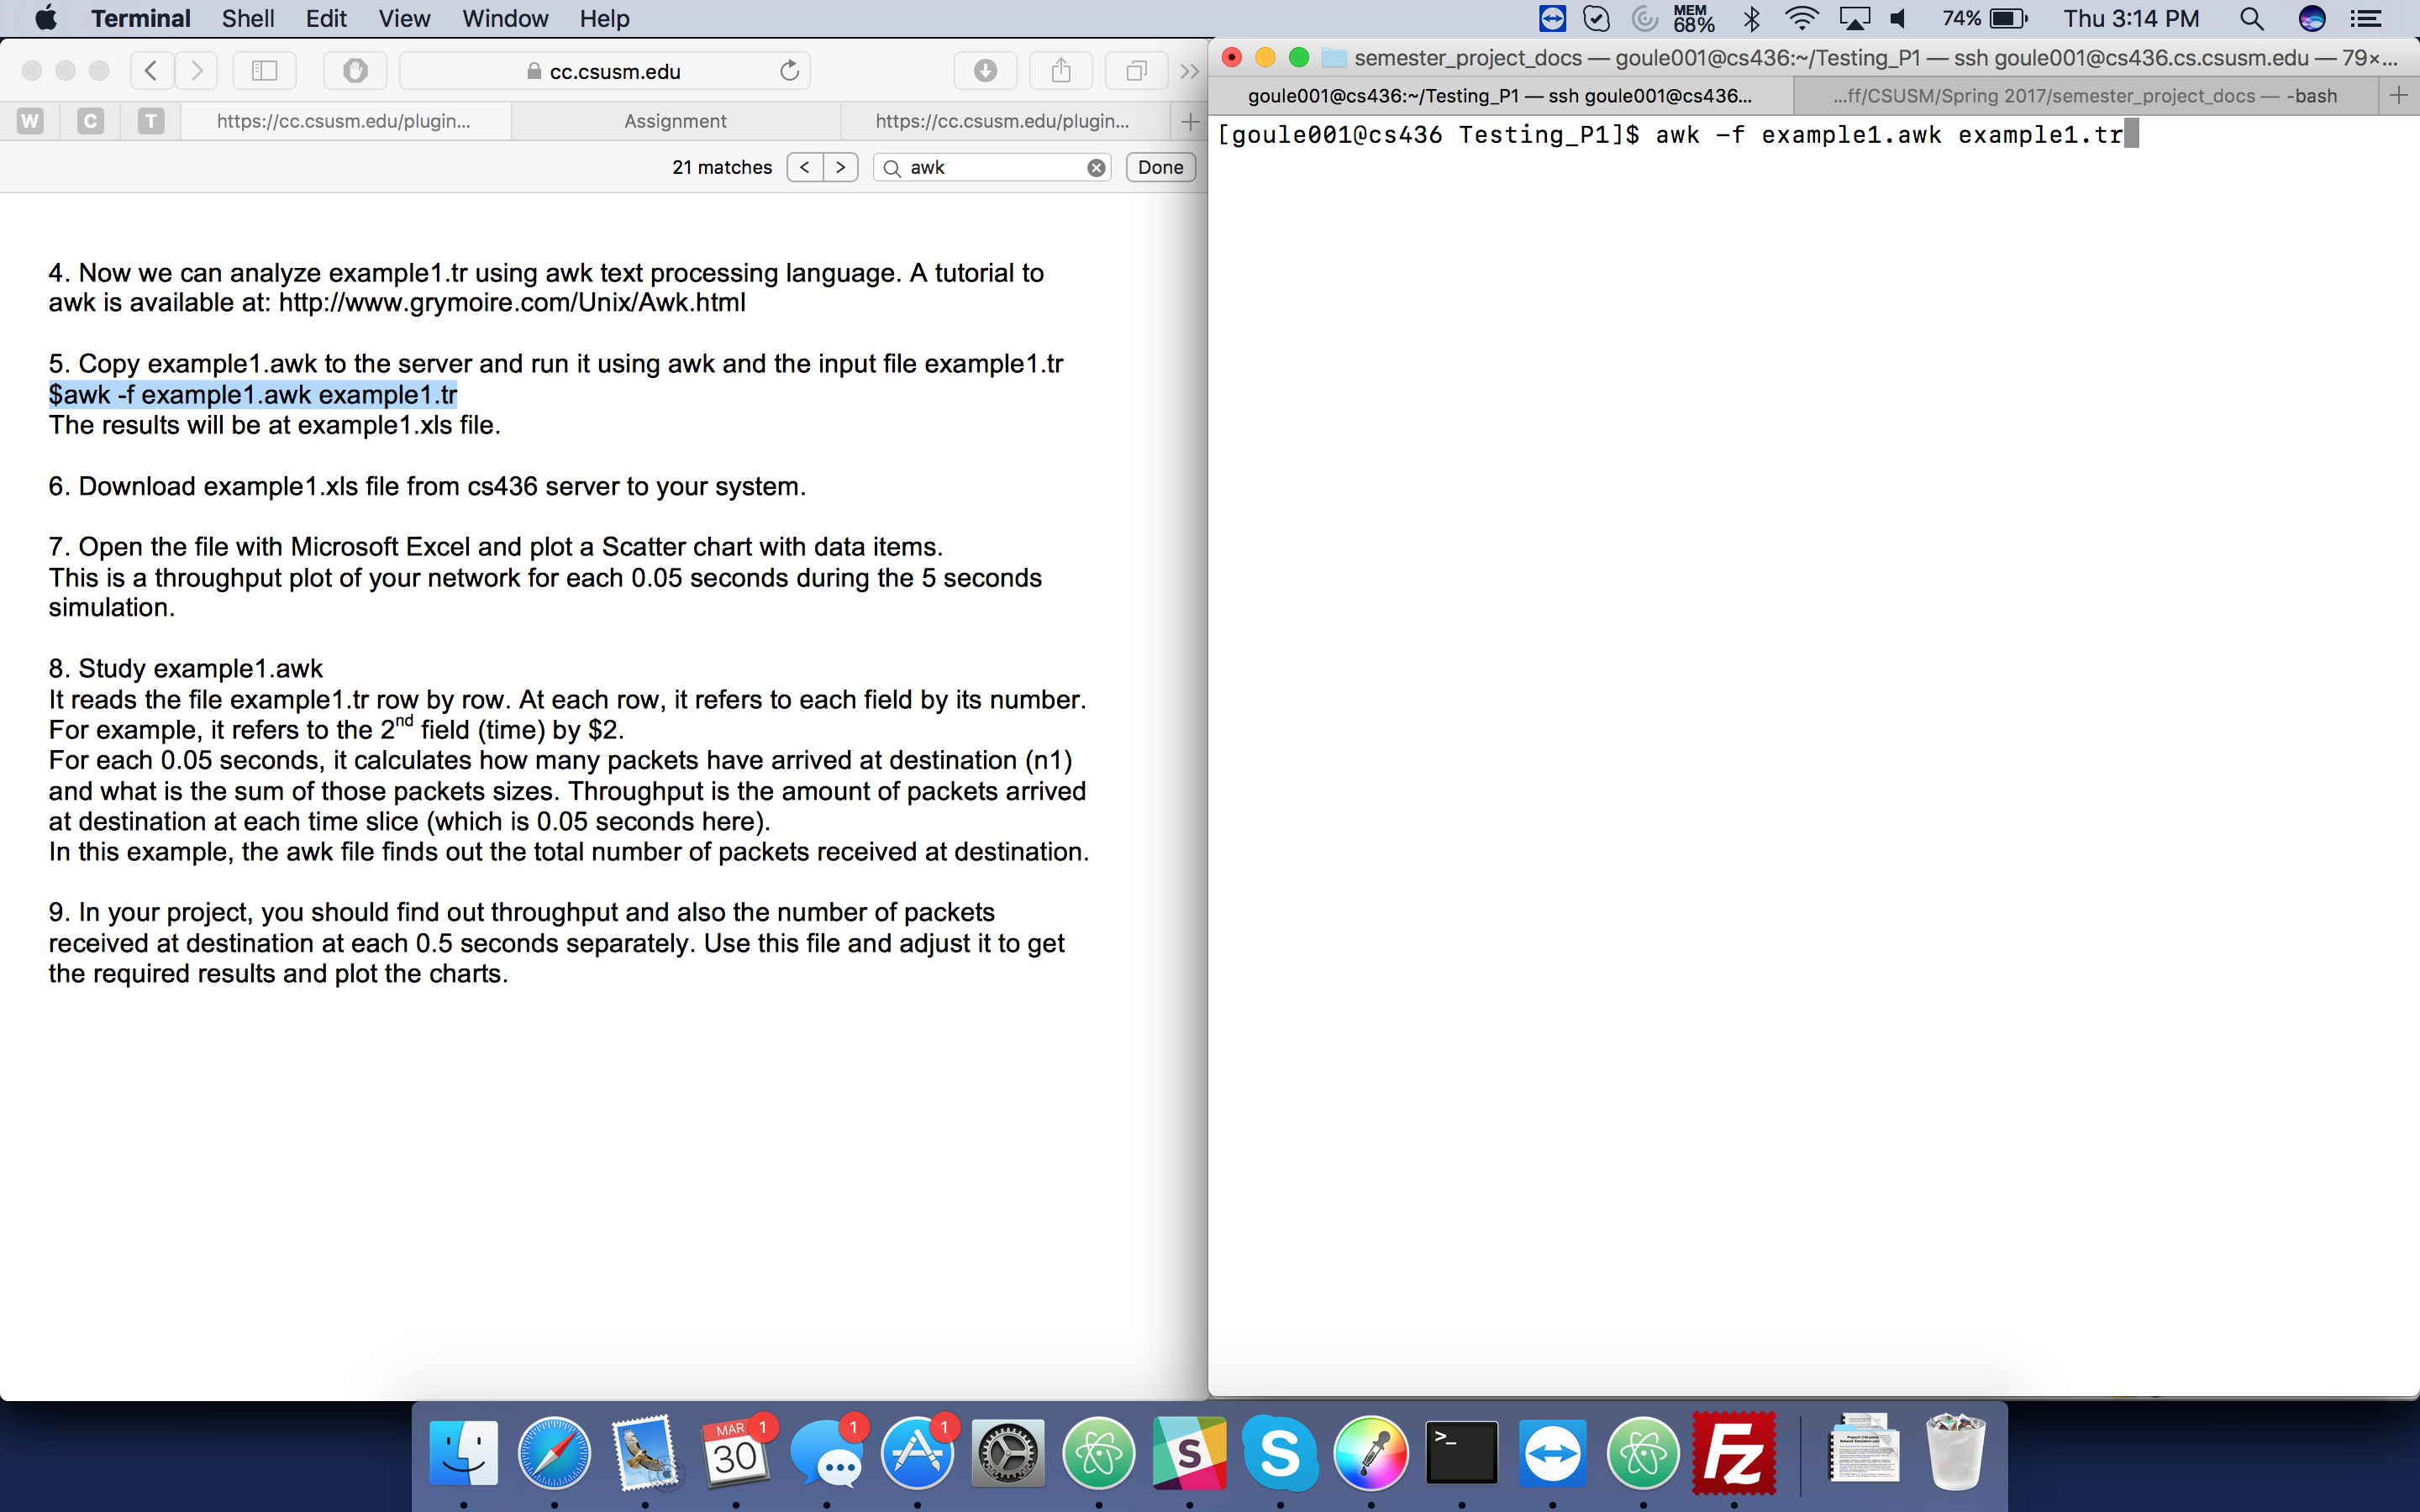 Terminal Shell Edit View Window Help MEM 68% 74% Thu 3:14 PM
cc.csusm.edu
W C T https://cc.csusm.edu/plugin... Assignment https://cc.csusm.edu/plugin...
21 matches awk Done
4. Now we can analyze example1.tr using awk text processing language. A tutorial to
awk is available at: http://www.grymoire.com/Unix/Awk.html
5. Copy example1.awk to the server and run it using awk and the input file example1.tr
$awk -f example1.awk example1.tr
The results will be at example1.xls file.
6. Download example1.xls file from cs436 server to your system.
7. Open the file with Microsoft Excel and plot a Scatter chart with data items.
This is a throughput plot of your network for each 0.05 seconds during the 5 seconds
simulation.
8. Study example1.awk
It reads the file example1.tr row by row. At each row, it refers to each field by its number.
For example, it refers to the 2nd field (time) by $2.
For each 0.05 seconds, it calculates how many packets have arrived at destination (n1)
and what is the sum of those packets sizes. Throughput is the amount of packets arrived
at destination at each time slice (which is 0.05 seconds here).
In this example, the awk file finds out the total number of packets received at destination.
9. In your project, you should find out throughput and also the number of packets
received at destination at each 0.5 seconds separately. Use this file and adjust it to get
the required results and plot the charts.
semester_project_docs — goule001@cs436:~/Testing_P1 — ssh goule001@cs436.cs.csusm.edu — 79×...
goule001@cs436:~/Testing_P1 — ssh goule001@cs436... ...ff/CSUSM/Spring 2017/semester_project_docs — -bash
[goule001@cs436 Testing_P1]$ awk -f example1.awk example1.tr
MAR 30 1 1 1 S S >_ Fz